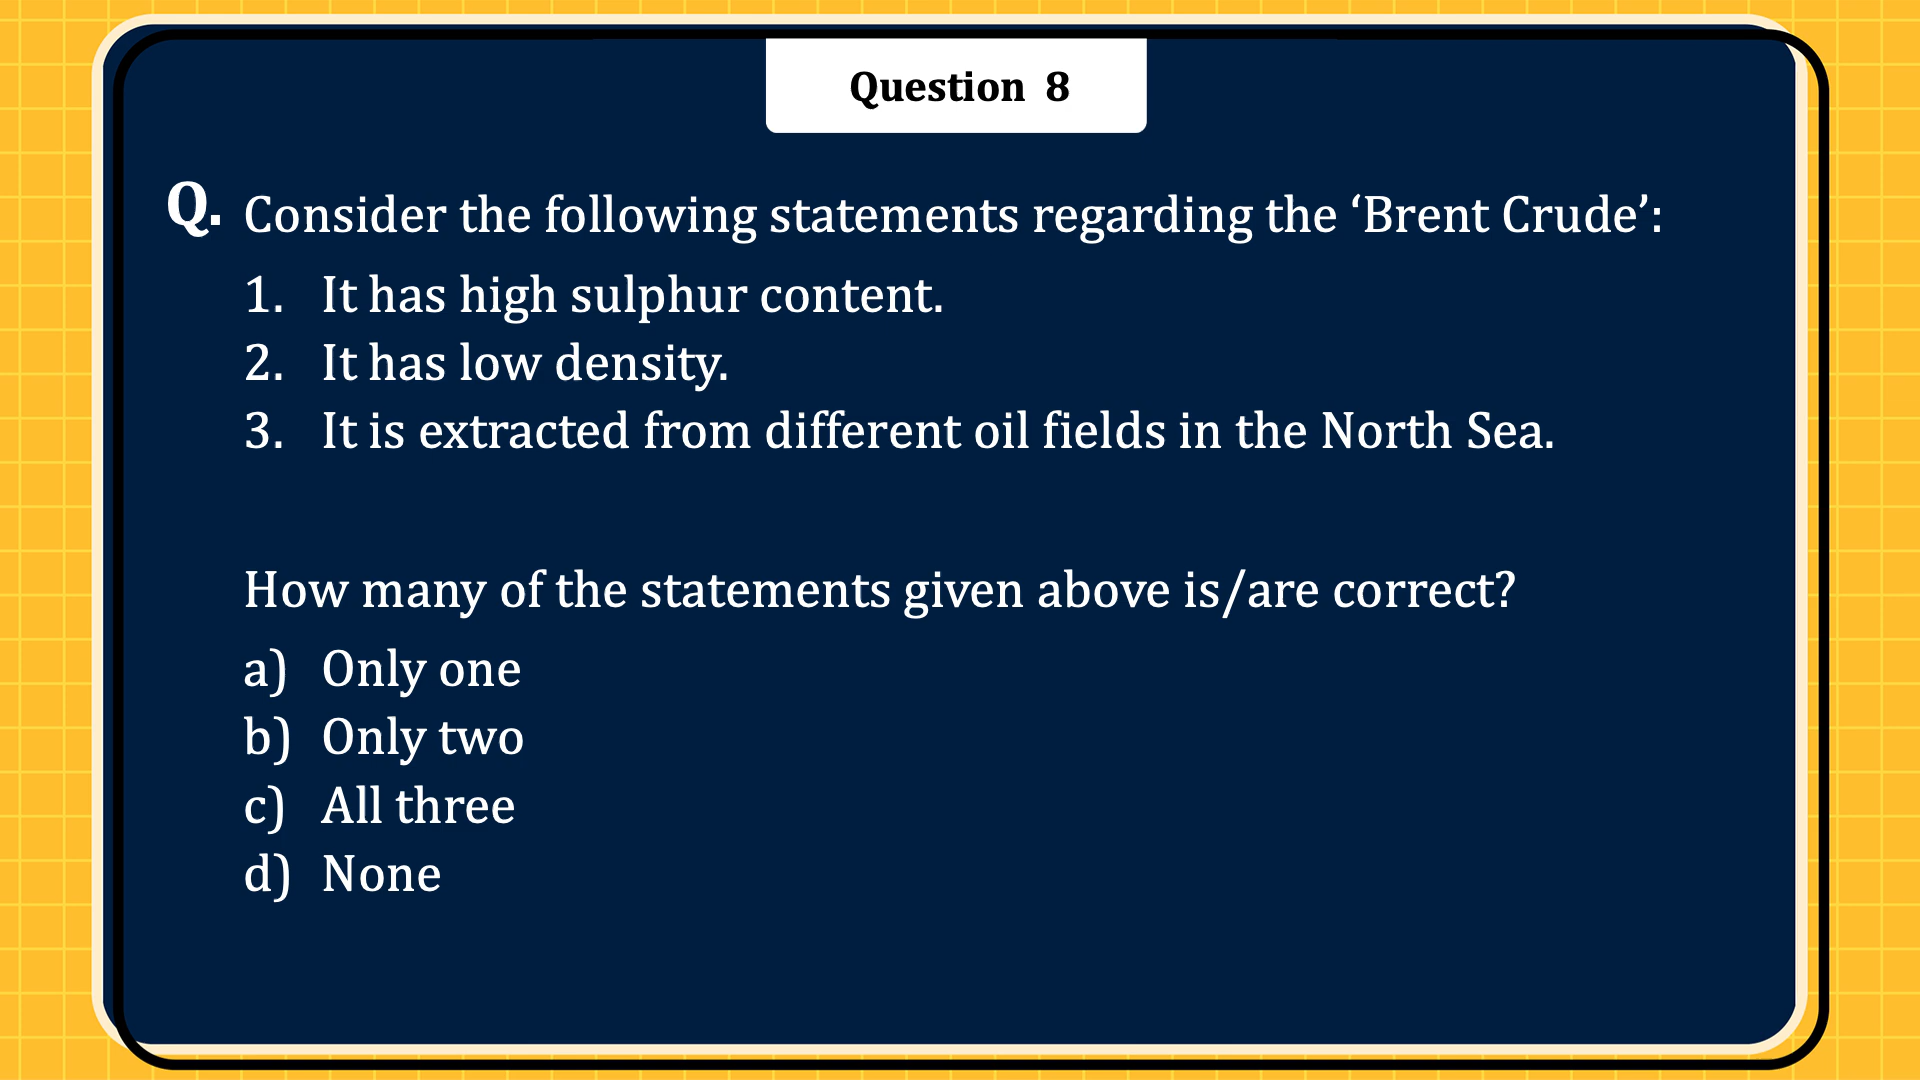 Question 8
Q. Consider the following statements regarding the ‘Brent Crude’:
1. It has high sulphur content.
2. It has low density.
3. It is extracted from different oil fields in the North Sea.
How many of the statements given above is/are correct?
a) Only one
b) Only two
c) All three
d) None